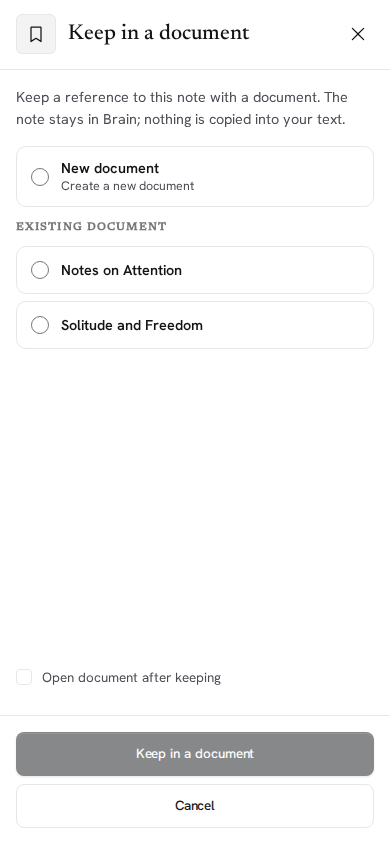 Keep in a document
Keep a reference to this note with a document. The
note stays in Brain; nothing is copied into your text.
New document
Create a new document
EXISTING DOCUMENT
Notes on Attention
Solitude and Freedom
Open document after keeping
Keep in a document
Cancel